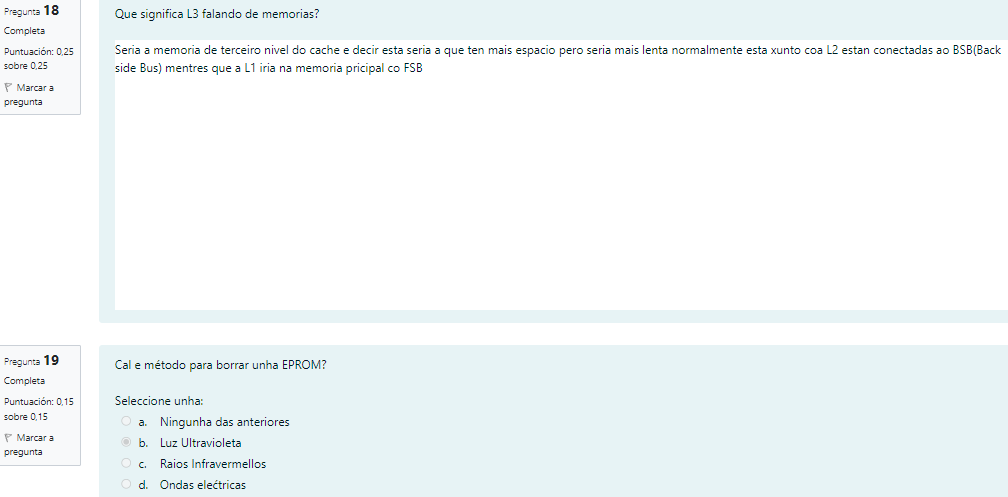 Pregunta 18
Completa
Puntuación: 0,25
sobre 0,25
Marcar a
pregunta
Que significa L3 falando de memorias?
Seria a memoria de terceiro nivel do cache e decir esta seria a que ten mais espacio pero seria mais lenta normalmente esta xunto coa L2 estan conectadas ao BSB(Back
side Bus) mentres que a L1 iria na memoria pricipal co FSB
Pregunta 19
Completa
Puntuación: 0,15
sobre 0,15
Marcar a
pregunta
Cal e método para borrar unha EPROM?
Seleccione unha:
a. Ningunha das anteriores
b. Luz Ultravioleta
c. Raios Infravermellos
d. Ondas eléctricas